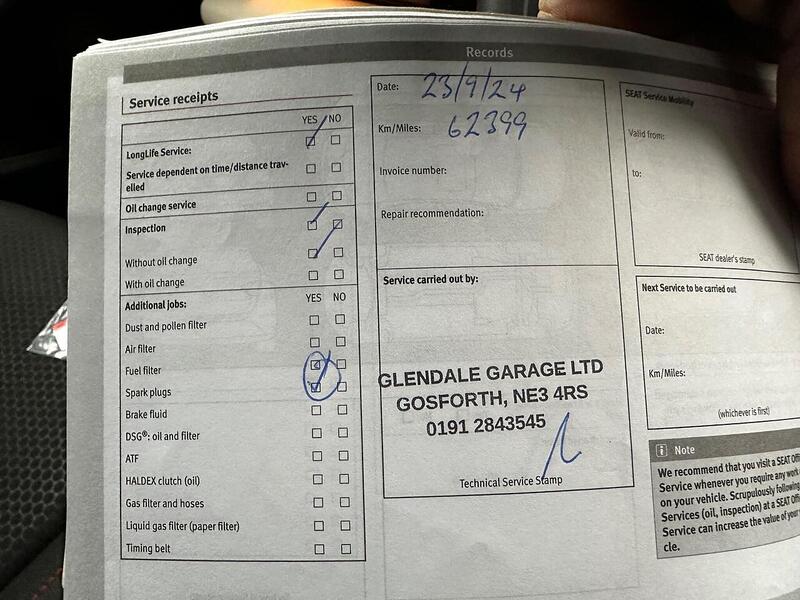 Records
Service receipts
YES NO
LongLife Service:
Service dependent on time/distance trav-
elled
Oil change service
Inspection
Without oil change
With oil change
Additional jobs:
YES NO
Dust and pollen filter
Air filter
Fuel filter
Spark plugs
Brake fluid
DSG®: oil and filter
ATF
HALDEX clutch (oil)
Gas filter and hoses
Liquid gas filter (paper filter)
Timing belt
Date: 23/9/24
Km/Miles: 62399
Invoice number:
Repair recommendation:
Service carried out by:
GLENDALE GARAGE LTD
GOSFORTH, NE3 4RS
0191 2843545
Technical Service Stamp
SEAT Service Mobility
Valid from:
to:
SEAT dealer's stamp
Next Service to be carried out
Date:
Km/Miles:
(whichever is first)
i Note
We recommend that you visit a SEAT
Service whenever you require any work
on your vehicle. Scrupulously following
Services (oil, inspection) at a SEAT
Service can increase the value of your
cle.